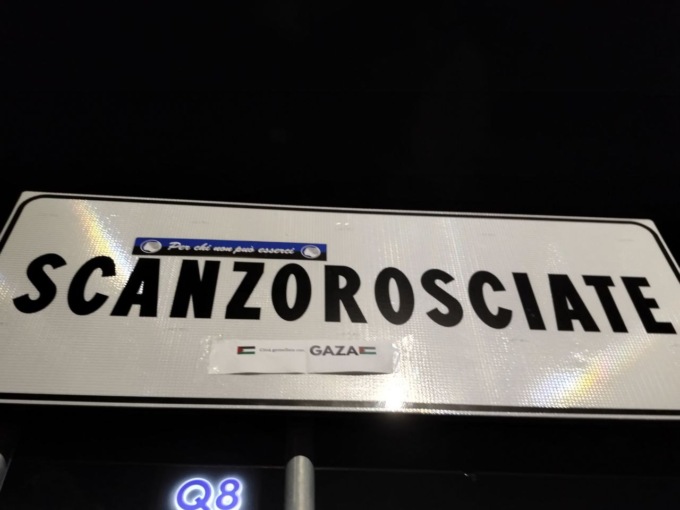 Per chi non può esserci
SCANZOROSCIATE
GAZA
Q8